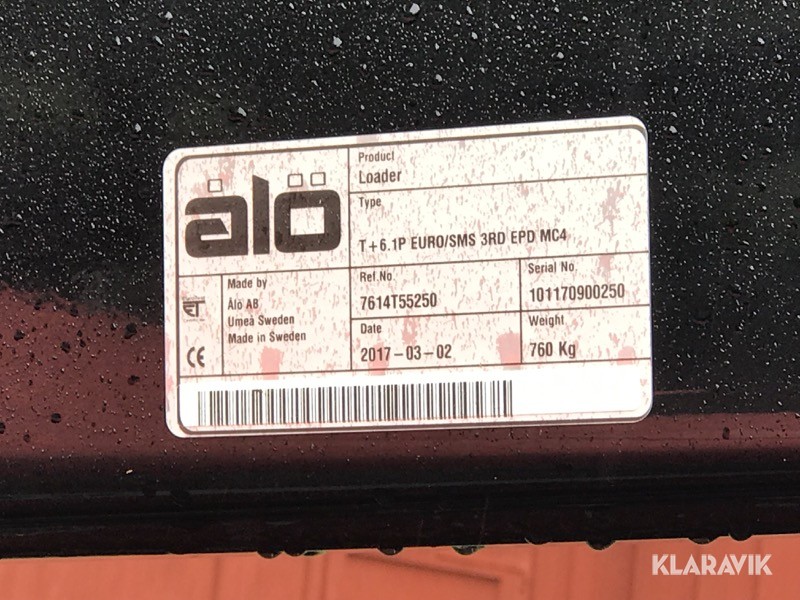 älö
Product
Loader
Type
T+6.1P EURO/SMS 3RD EPD MC4
Made by
Ålö AB
Umeå Sweden
Made in Sweden
Ref.No
7614T55250
Serial No.
101170900250
Date
2017-03-02
Weight
760 Kg
CE
KLARAVIK